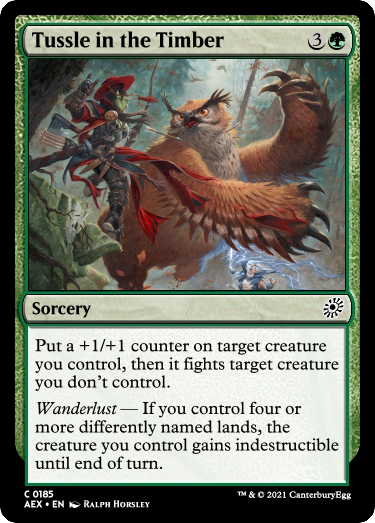 Tussle in the Timber 3
Sorcery
Put a +1/+1 counter on target creature
you control, then it fights target creature
you don't control.
Wanderlust — If you control four or
more differently named lands, the
creature you control gains indestructible
until end of turn.
C 0185
AEX • EN Ralph Horsley
™ & © 2021 CanterburyEgg